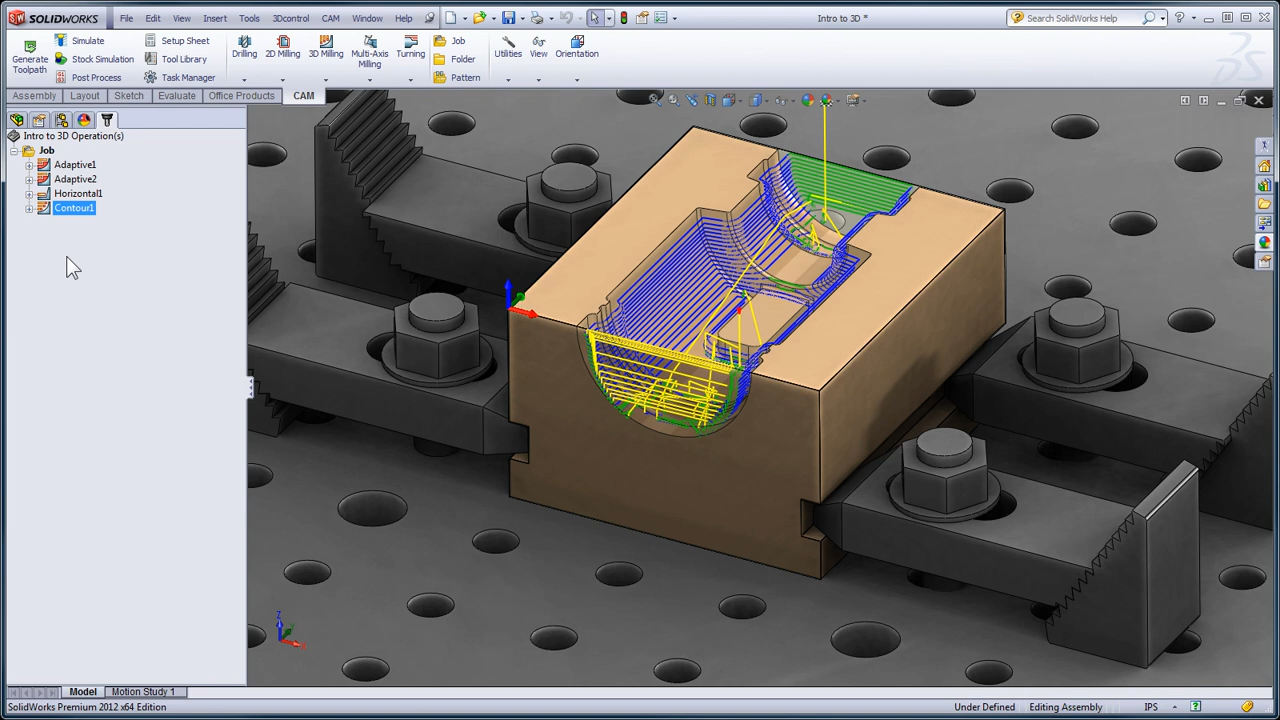 SOLIDWORKS File Edit View Insert Tools 3Dcontrol CAM Window Help Intro to 3D * Search SolidWorks Help
Generate Toolpath
Simulate
Stock Simulation
Post Process
Setup Sheet
Tool Library
Task Manager
Drilling
2D Milling
3D Milling
Multi-Axis Milling
Turning
Job
Folder
Pattern
Utilities
View
Orientation
Assembly Layout Sketch Evaluate Office Products CAM
Intro to 3D Operation(s)
Job
Adaptive1
Adaptive2
Horizontal1
Contour1
Z
Model Motion Study 1
SolidWorks Premium 2012 x64 Edition Under Defined Editing Assembly IPS